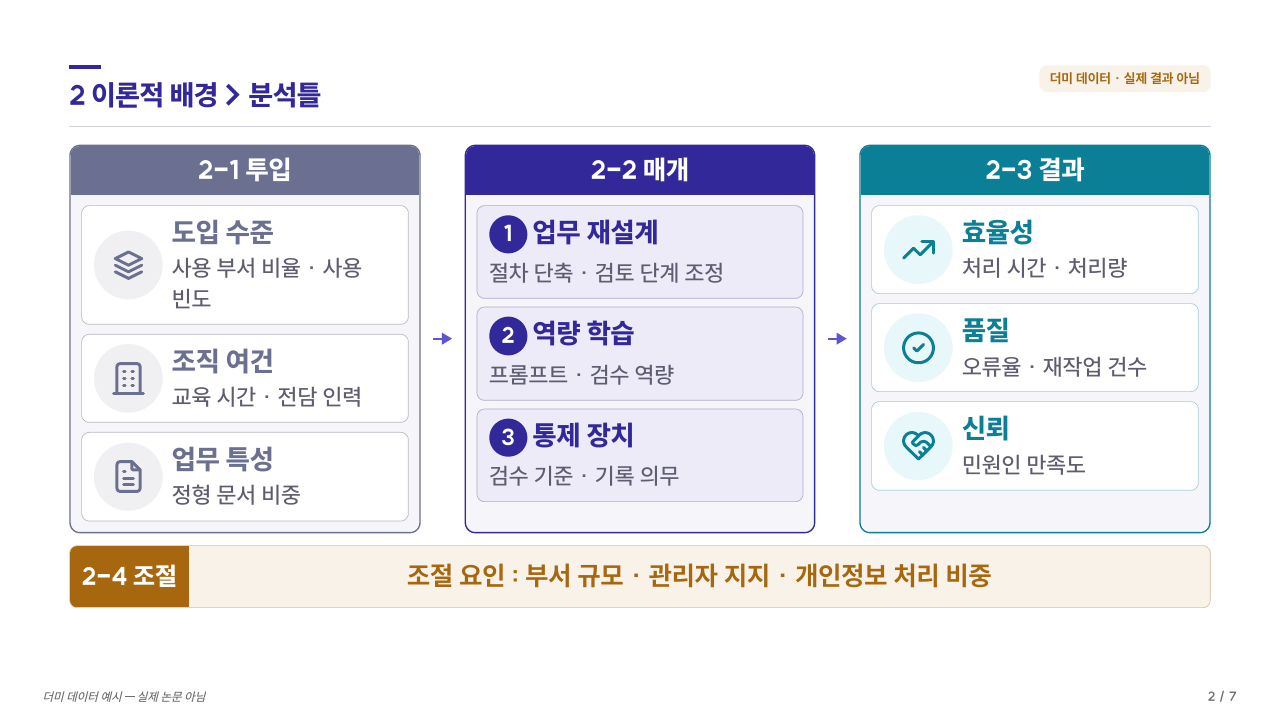 2 이론적 배경 > 분석틀
더미 데이터 · 실제 결과 아님
2-1 투입
도입 수준
사용 부서 비율 · 사용
빈도
조직 여건
교육 시간 · 전담 인력
업무 특성
정형 문서 비중
2-2 매개
1 업무 재설계
절차 단축 · 검토 단계 조정
2 역량 학습
프롬프트 · 검수 역량
3 통제 장치
검수 기준 · 기록 의무
2-3 결과
효율성
처리 시간 · 처리량
품질
오류율 · 재작업 건수
신뢰
민원인 만족도
2-4 조절
조절 요인 : 부서 규모 · 관리자 지지 · 개인정보 처리 비중
더미 데이터 예시 — 실제 논문 아님
2 / 7